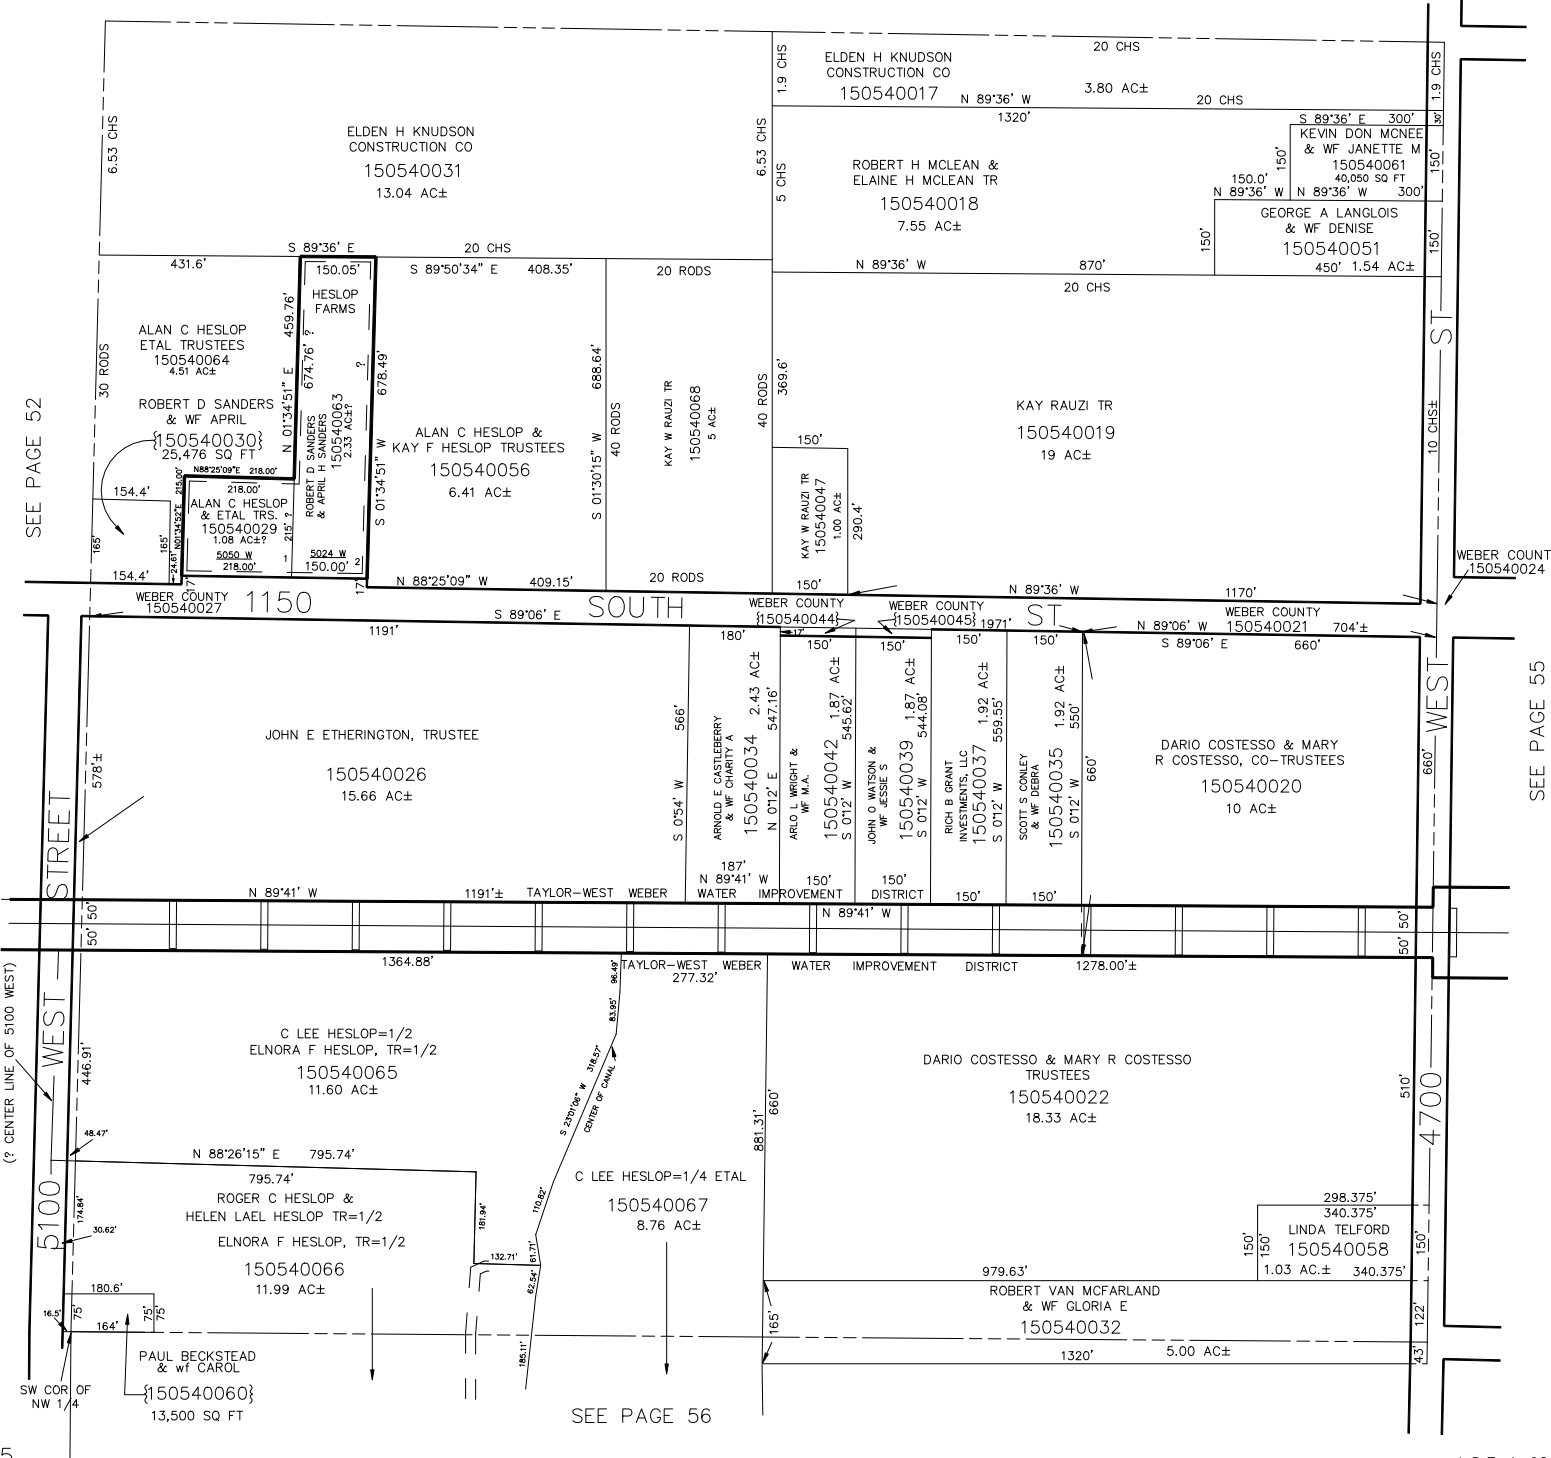 20 CHS
1.9 CHS
ELDEN H KNUDSON
CONSTRUCTION CO
150540017
3.80 AC±
N 89°36' W
20 CHS
1320'
1.9 CHS
30'
6.53 CHS
ELDEN H KNUDSON
CONSTRUCTION CO
150540031
13.04 AC±
6.53 CHS
5 CHS
ROBERT H MCLEAN &
ELAINE H MCLEAN TR
150540018
7.55 AC±
S 89°36' E 300'
KEVIN DON MCNEE
& WF JANETTE M
150540061
40,050 SQ FT
150'
150'
150.0'
N 89°36' W
N 89°36' W 300'
GEORGE A LANGLOIS
& WF DENISE
150540051
450' 1.54 AC±
150'
150'
S 89°36' E
20 CHS
431.6'
150.05'
S 89°50'34" E 408.35'
20 RODS
N 89°36' W
870'
20 CHS
HESLOP
FARMS
459.76'
N 01°34'51" E
674.76' ?
?
678.49'
S 01°34'51" W
688.64'
S 01°30'15" W
40 RODS
40 RODS
369.6'
ALAN C HESLOP
ETAL TRUSTEES
150540064
4.51 AC±
30 RODS
ROBERT D SANDERS
& WF APRIL
{150540030}
25,476 SQ FT
ROBERT D SANDERS
& APRIL H SANDERS
150540063
2.33 AC±?
ALAN C HESLOP &
KAY F HESLOP TRUSTEES
150540056
6.41 AC±
KAY W RAUZI TR
150540068
5 AC±
KAY RAUZI TR
150540019
19 AC±
10 CHS±
150'
KAY W RAUZI TR
150540047
1.00 AC±
290.4'
150'
SEE PAGE 52
N88°25'09"E 218.00'
218.00'
215.00'
N01°34'52"E
24.61'
ALAN C HESLOP
& ETAL TRS.
150540029
1.08 AC±?
5050 W
218.00'
215' ?
1
5024 W
150.00'
2
154.4'
165'
165'
154.4'
17'
17'
N 88°25'09" W 409.15'
20 RODS
N 89°36' W
1170'
WEBER COUNT
150540024
WEBER COUNTY
150540027
1150 SOUTH ST
S 89°06' E
1191'
WEBER COUNTY
{150540044}
WEBER COUNTY
{150540045}
1971'
WEBER COUNTY
150540021
N 89°06' W
704'±
S 89°06' E
660'
180'
17'
150'
150'
150'
150'
JOHN E ETHERINGTON, TRUSTEE
150540026
15.66 AC±
578'±
566'
S 0°54' W
ARNOLD E CASTLEBERRY
& WF CHARITY A
150540034 2.43 AC±
N 0°12' E 547.16'
ARLO L WRIGHT &
WF M.A.
150540042 1.87 AC±
S 0°12' W 545.62'
JOHN O WATSON &
WF JESSIE S
150540039 1.87 AC±
S 0°12' W 544.08'
RICH B GRANT
INVESTMENTS, LLC
150540037 1.92 AC±
S 0°12' W 559.55'
SCOTT S CONLEY
& WF DEBRA
150540035 1.92 AC±
S 0°12' W 550'
660'
DARIO COSTESSO & MARY
R COSTESSO, CO-TRUSTEES
150540020
10 AC±
660'
SEE PAGE 55
187'
N 89°41' W
150'
150'
150'
150'
N 89°41' W
1191'±
TAYLOR-WEST WEBER WATER IMPROVEMENT DISTRICT
50'
50'
N 89°41' W
50'
50'
1364.88'
TAYLOR-WEST WEBER WATER IMPROVEMENT DISTRICT
277.32'
1278.00'±
5100 WEST STREET
(? CENTER LINE OF 5100 WEST)
446.91'
C LEE HESLOP=1/2
ELNORA F HESLOP, TR=1/2
150540065
11.60 AC±
96.49'
83.95'
S 23°01'06" W 318.57'
CENTER OF CANAL
110.82'
61.71'
62.54'
185.11'
48.47'
N 88°26'15" E 795.74'
795.74'
ROGER C HESLOP &
HELEN LAEL HESLOP TR=1/2
ELNORA F HESLOP, TR=1/2
150540066
11.99 AC±
174.84'
30.62'
181.94'
132.71'
C LEE HESLOP=1/4 ETAL
150540067
8.76 AC±
881.31'
660'
DARIO COSTESSO & MARY R COSTESSO
TRUSTEES
150540022
18.33 AC±
510'
4700 WEST ST
298.375'
340.375'
LINDA TELFORD
150540058
1.03 AC.± 340.375'
150'
150'
150'
979.63'
ROBERT VAN MCFARLAND
& WF GLORIA E
150540032
5.00 AC±
165'
1320'
122'
43'
180.6'
16.5'
75'
75'
75'
164'
PAUL BECKSTEAD
& wf CAROL
{150540060}
13,500 SQ FT
SW COR OF
NW 1/4
SEE PAGE 56
5